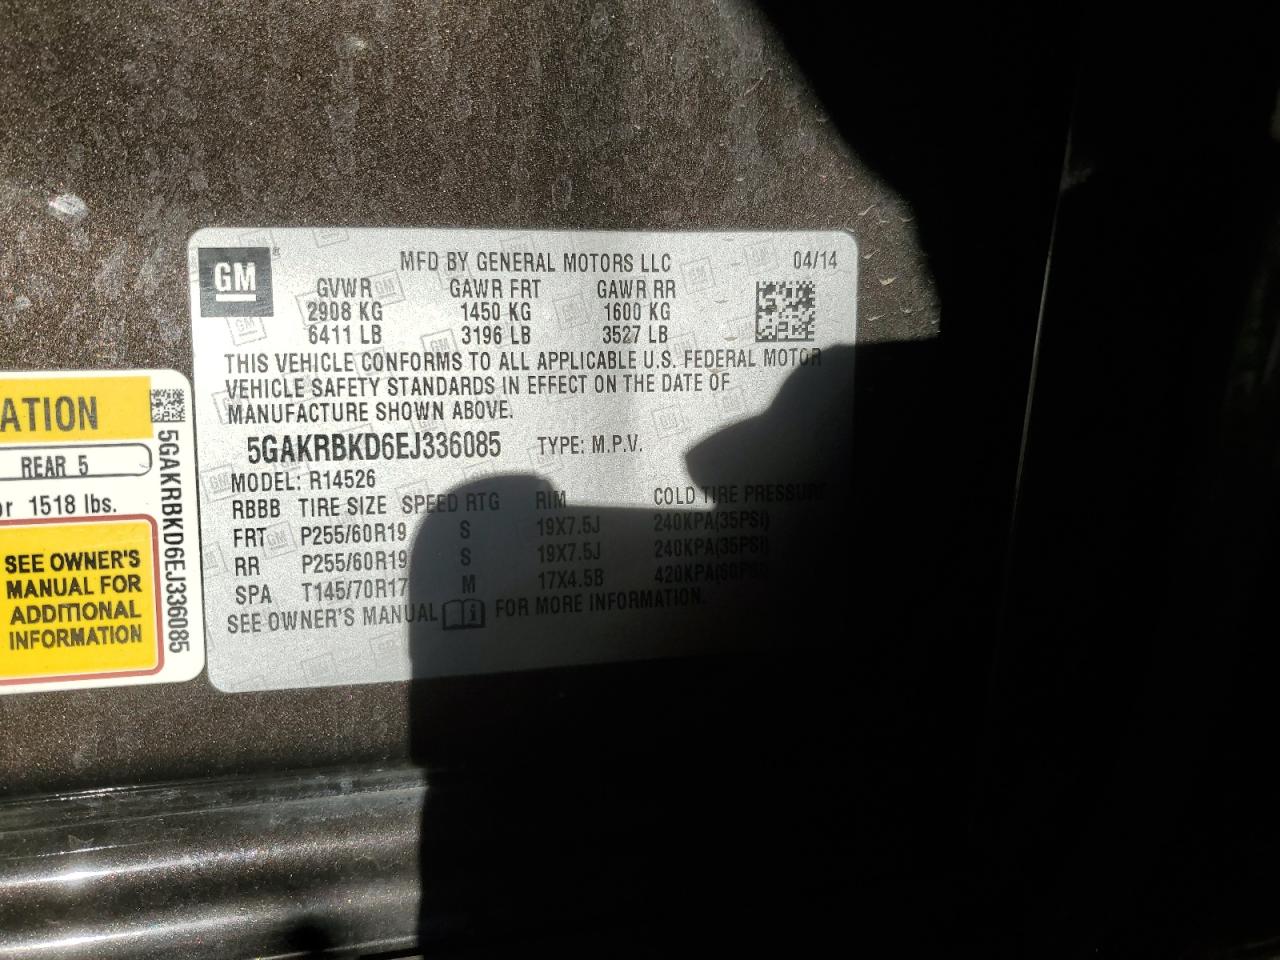 GM
MFD BY GENERAL MOTORS LLC 04/14
GVWR GAWR FRT GAWR RR
2908 KG 1450 KG 1600 KG
6411 LB 3196 LB 3527 LB
THIS VEHICLE CONFORMS TO ALL APPLICABLE U.S. FEDERAL MOTOR
VEHICLE SAFETY STANDARDS IN EFFECT ON THE DATE OF
MANUFACTURE SHOWN ABOVE.
5GAKRBKD6EJ336085 TYPE: M.P.V.
MODEL: R14526
RBBB TIRE SIZE SPEED RTG RIM COLD TIRE PRESSURE
FRT P255/60R19 S 19X7.5J 240KPA(35PSI)
RR P255/60R19 S 19X7.5J 240KPA(35PSI)
SPA T145/70R17 M 17X4.5B 420KPA(60PSI)
SEE OWNER'S MANUAL FOR MORE INFORMATION.
ATION
REAR 5
or 1518 lbs.
SEE OWNER'S
MANUAL FOR
ADDITIONAL
INFORMATION
5GAKRBKD6EJ336085